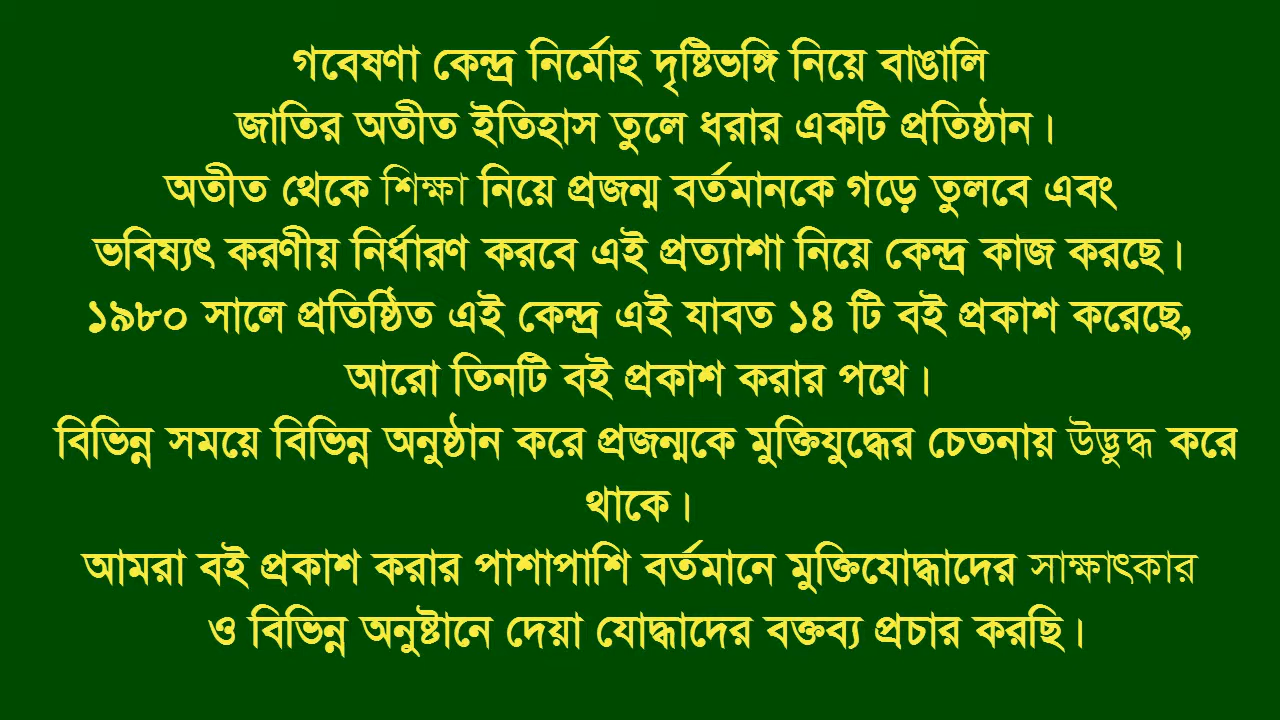 গবেষণা কেন্দ্র নির্মোহ দৃষ্টিভঙ্গি নিয়ে বাঙালি
জাতির অতীত ইতিহাস তুলে ধরার একটি প্রতিষ্ঠান।
অতীত থেকে শিক্ষা নিয়ে প্রজন্ম বর্তমানকে গড়ে তুলবে এবং
ভবিষ্যৎ করণীয় নির্ধারণ করবে এই প্রত্যাশা নিয়ে কেন্দ্র কাজ করছে।
১৯৮০ সালে প্রতিষ্ঠিত এই কেন্দ্র এই যাবত ১৪ টি বই প্রকাশ করেছে,
আরো তিনটি বই প্রকাশ করার পথে।
বিভিন্ন সময়ে বিভিন্ন অনুষ্ঠান করে প্রজন্মকে মুক্তিযুদ্ধের চেতনায় উদ্ভুদ্ধ করে
থাকে।
আমরা বই প্রকাশ করার পাশাপাশি বর্তমানে মুক্তিযোদ্ধাদের সাক্ষাৎকার
ও বিভিন্ন অনুষ্টানে দেয়া যোদ্ধাদের বক্তব্য প্রচার করছি।